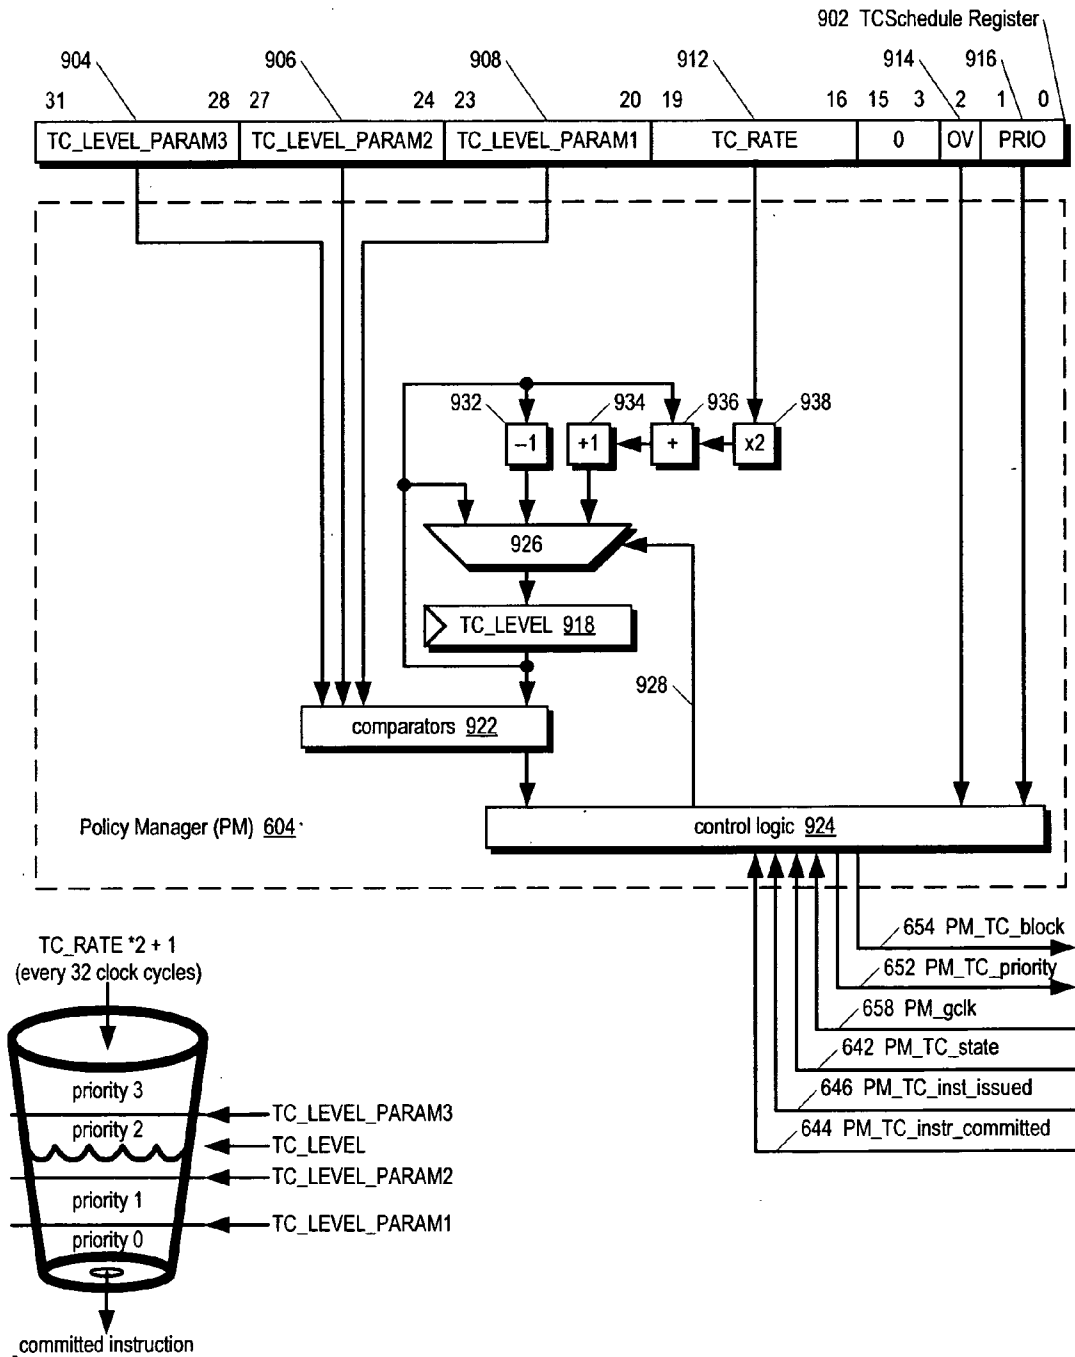 902 TCSchedule Register
904 906 908 912 914 916
31 28 27 24 23 20 19 16 15 3 2 1 0
TC_LEVEL_PARAM3 TC_LEVEL_PARAM2 TC_LEVEL_PARAM1 TC_RATE 0 OV PRIO
932 934 936 938
–1 +1 + x2
926
TC_LEVEL 918
928
comparators 922
Policy Manager (PM) 604
control logic 924
654 PM_TC_block
652 PM_TC_priority
658 PM_gclk
642 PM_TC_state
646 PM_TC_inst_issued
644 PM_TC_instr_committed
TC_RATE *2 + 1
(every 32 clock cycles)
priority 3
TC_LEVEL_PARAM3
priority 2
TC_LEVEL
TC_LEVEL_PARAM2
priority 1
TC_LEVEL_PARAM1
priority 0
committed instruction